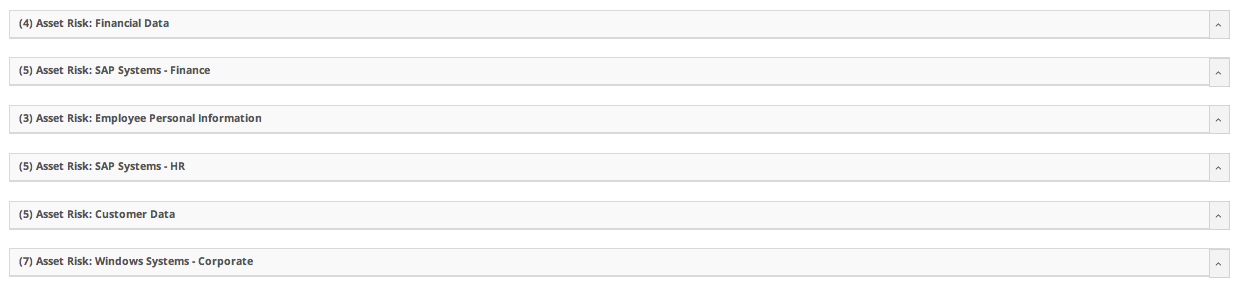 (4) Asset Risk: Financial Data
(5) Asset Risk: SAP Systems - Finance
(3) Asset Risk: Employee Personal Information
(5) Asset Risk: SAP Systems - HR
(5) Asset Risk: Customer Data
(7) Asset Risk: Windows Systems - Corporate